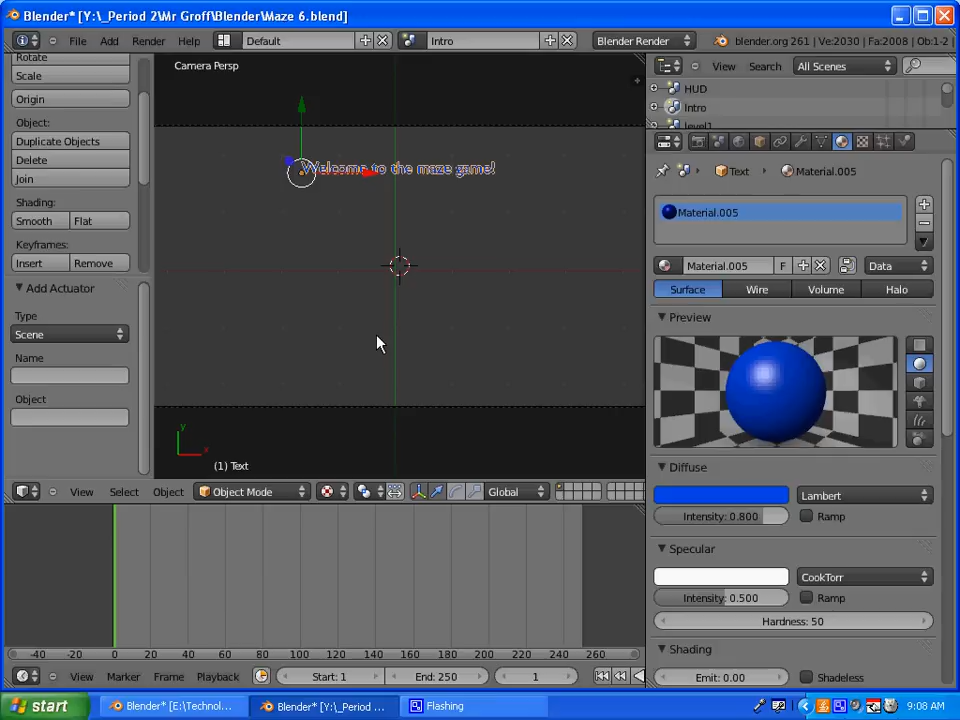 Blender* [Y:\_Period 2\Mr Groff\Blender\Maze 6.blend]
File Add Render Help Default Intro Blender Render blender.org 261 | Ve:2030 | Fa:2008 | Ob:1-2
Rotate
Scale
Origin
Object:
Duplicate Objects
Delete
Join
Shading:
Smooth Flat
Keyframes:
Insert Remove
Add Actuator
Type
Scene
Name
Object
Camera Persp
Welcome to the maze game!
y
x
(1) Text
View Select Object Object Mode Global
-40 -20 0 20 40 60 80 100 120 140 160 180 200 220 240 260 280
View Marker Frame Playback Start: 1 End: 250 1
View Search All Scenes
HUD
Intro
level1
Text Material.005
Material.005
Material.005 F Data
Surface Wire Volume Halo
Preview
Diffuse
Lambert
Intensity: 0.800 Ramp
Specular
CookTorr
Intensity: 0.500 Ramp
Hardness: 50
Shading
Emit: 0.00 Shadeless
start Blender* [E:\Technol... Blender* [Y:\_Period ... Flashing 9:08 AM